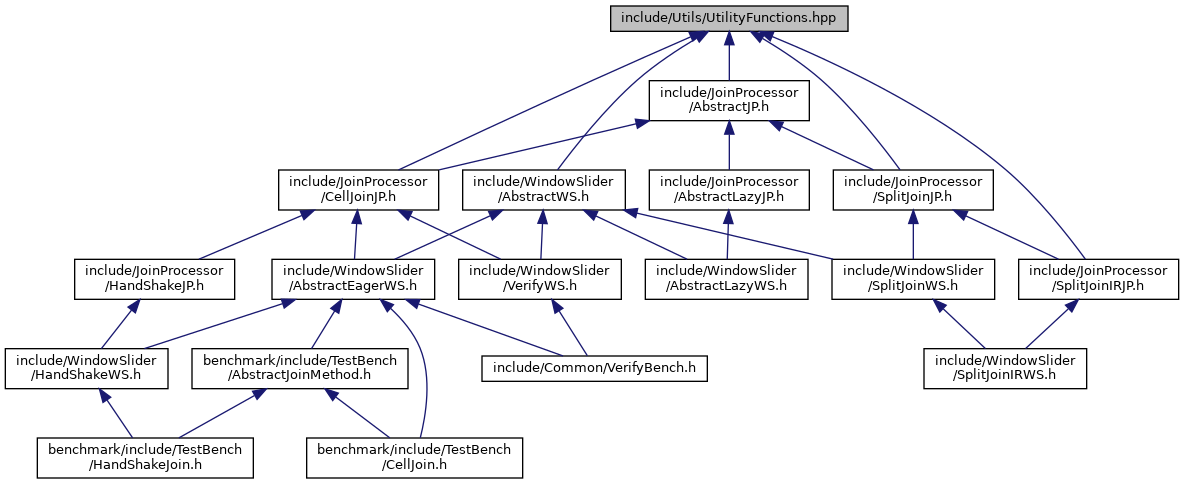 include/Utils/UtilityFunctions.hpp
include/JoinProcessor
/AbstractJP.h
include/JoinProcessor
/CellJoinJP.h
include/WindowSlider
/AbstractWS.h
include/JoinProcessor
/AbstractLazyJP.h
include/JoinProcessor
/SplitJoinJP.h
include/JoinProcessor
/HandShakeJP.h
include/WindowSlider
/AbstractEagerWS.h
include/WindowSlider
/VerifyWS.h
include/WindowSlider
/AbstractLazyWS.h
include/WindowSlider
/SplitJoinWS.h
include/JoinProcessor
/SplitJoinIRJP.h
include/WindowSlider
/HandShakeWS.h
benchmark/include/TestBench
/AbstractJoinMethod.h
include/Common/VerifyBench.h
include/WindowSlider
/SplitJoinIRWS.h
benchmark/include/TestBench
/HandShakeJoin.h
benchmark/include/TestBench
/CellJoin.h